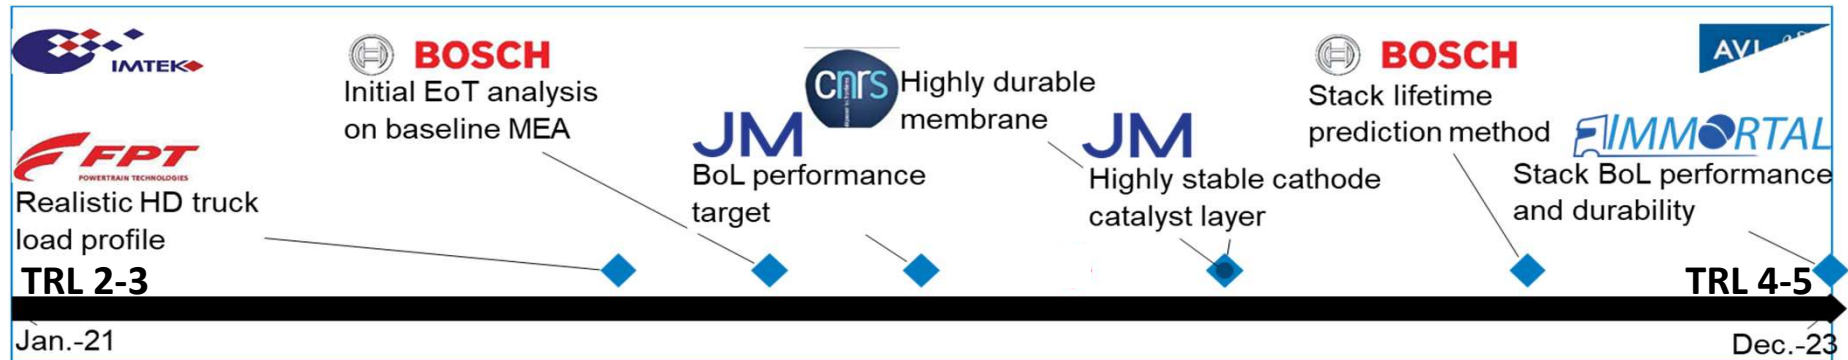 IMTEK
FPT
POWERTRAIN TECHNOLOGIES
Realistic HD truck
load profile
BOSCH
Initial EoT analysis
on baseline MEA
JM
BoL performance
target
cnrs
Highly durable
membrane
JM
Highly stable cathode
catalyst layer
BOSCH
Stack lifetime
prediction method
AVL
IMMORTAL
Stack BoL performance
and durability
TRL 2-3
TRL 4-5
Jan.-21
Dec.-23